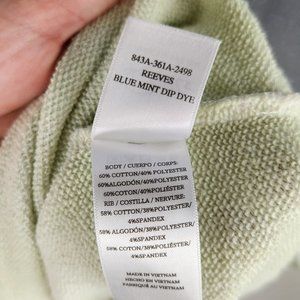 843A-361A-2498
REEVES
BLUE MINT DIP DYE
BODY / CUERPO / CORPS:
60% COTTON/40% POLYESTER
60%ALGODÓN/40%POLIÉSTER
60%COTON/40%POLIÉSTER
RIB / COSTILLA / NERVURE:
58% COTTON/38%POLYESTER/
4%SPANDEX
58% ALGODÓN/38%POLIÉSTER/
4%SPANDEX
58% COTON/38%POLIÉSTER/
4%SPANDEX
MADE IN VIETNAM
HECHO EN VIETNAM
FABRIQUÉ AU VIETNAM